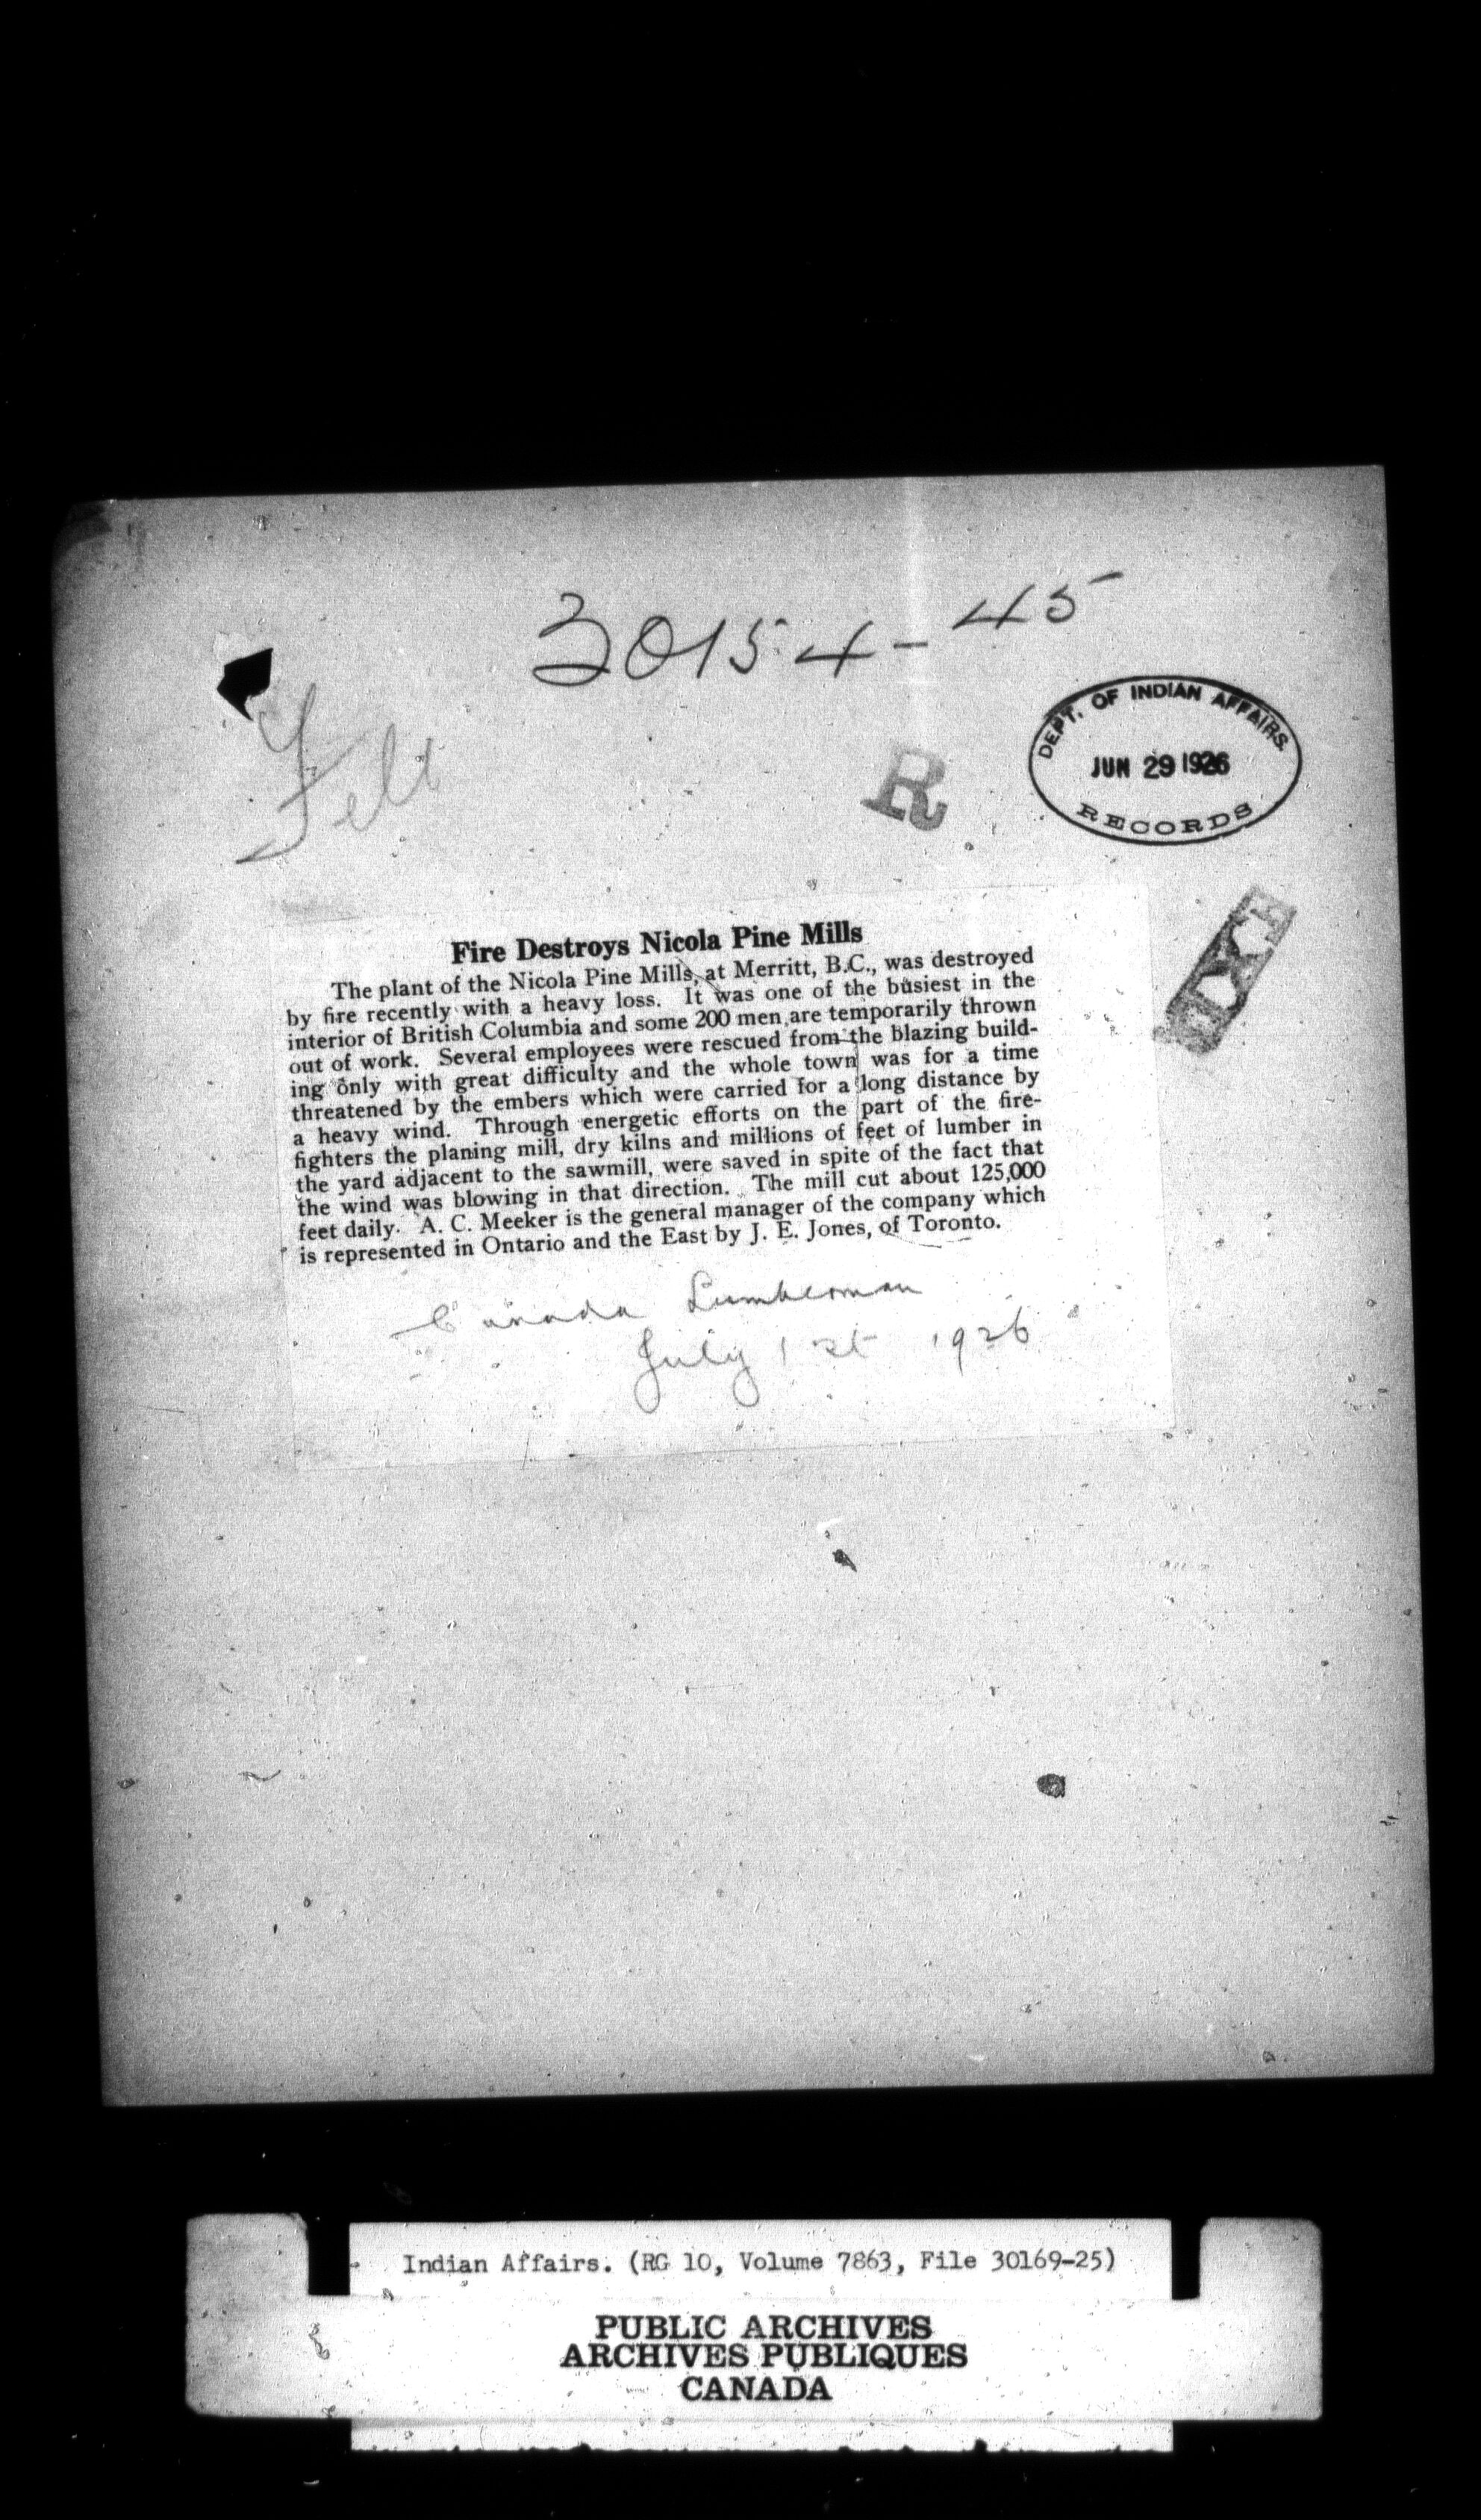 30154-45
DEPT. OF INDIAN AFFAIRS.
JUN 29 1926
RECORDS
R
Fire Destroys Nicola Pine Mills
The plant of the Nicola Pine Mills, at Merritt, B.C., was destroyed
by fire recently with a heavy loss. It was one of the busiest in the
interior of British Columbia and some 200 men are temporarily thrown
out of work. Several employees were rescued from the blazing build-
ing only with great difficulty and the whole town was for a time
threatened by the embers which were carried for a long distance by
a heavy wind. Through energetic efforts on the part of the fire-
fighters the planing mill, dry kilns and millions of feet of lumber in
the yard adjacent to the sawmill, were saved in spite of the fact that
the wind was blowing in that direction. The mill cut about 125,000
feet daily. A. C. Meeker is the general manager of the company which
is represented in Ontario and the East by J. E. Jones, of Toronto.
Canada Lumberman
July 1st 1926
Indian Affairs. (RG 10, Volume 7863, File 30169-25)
PUBLIC ARCHIVES
ARCHIVES PUBLIQUES
CANADA